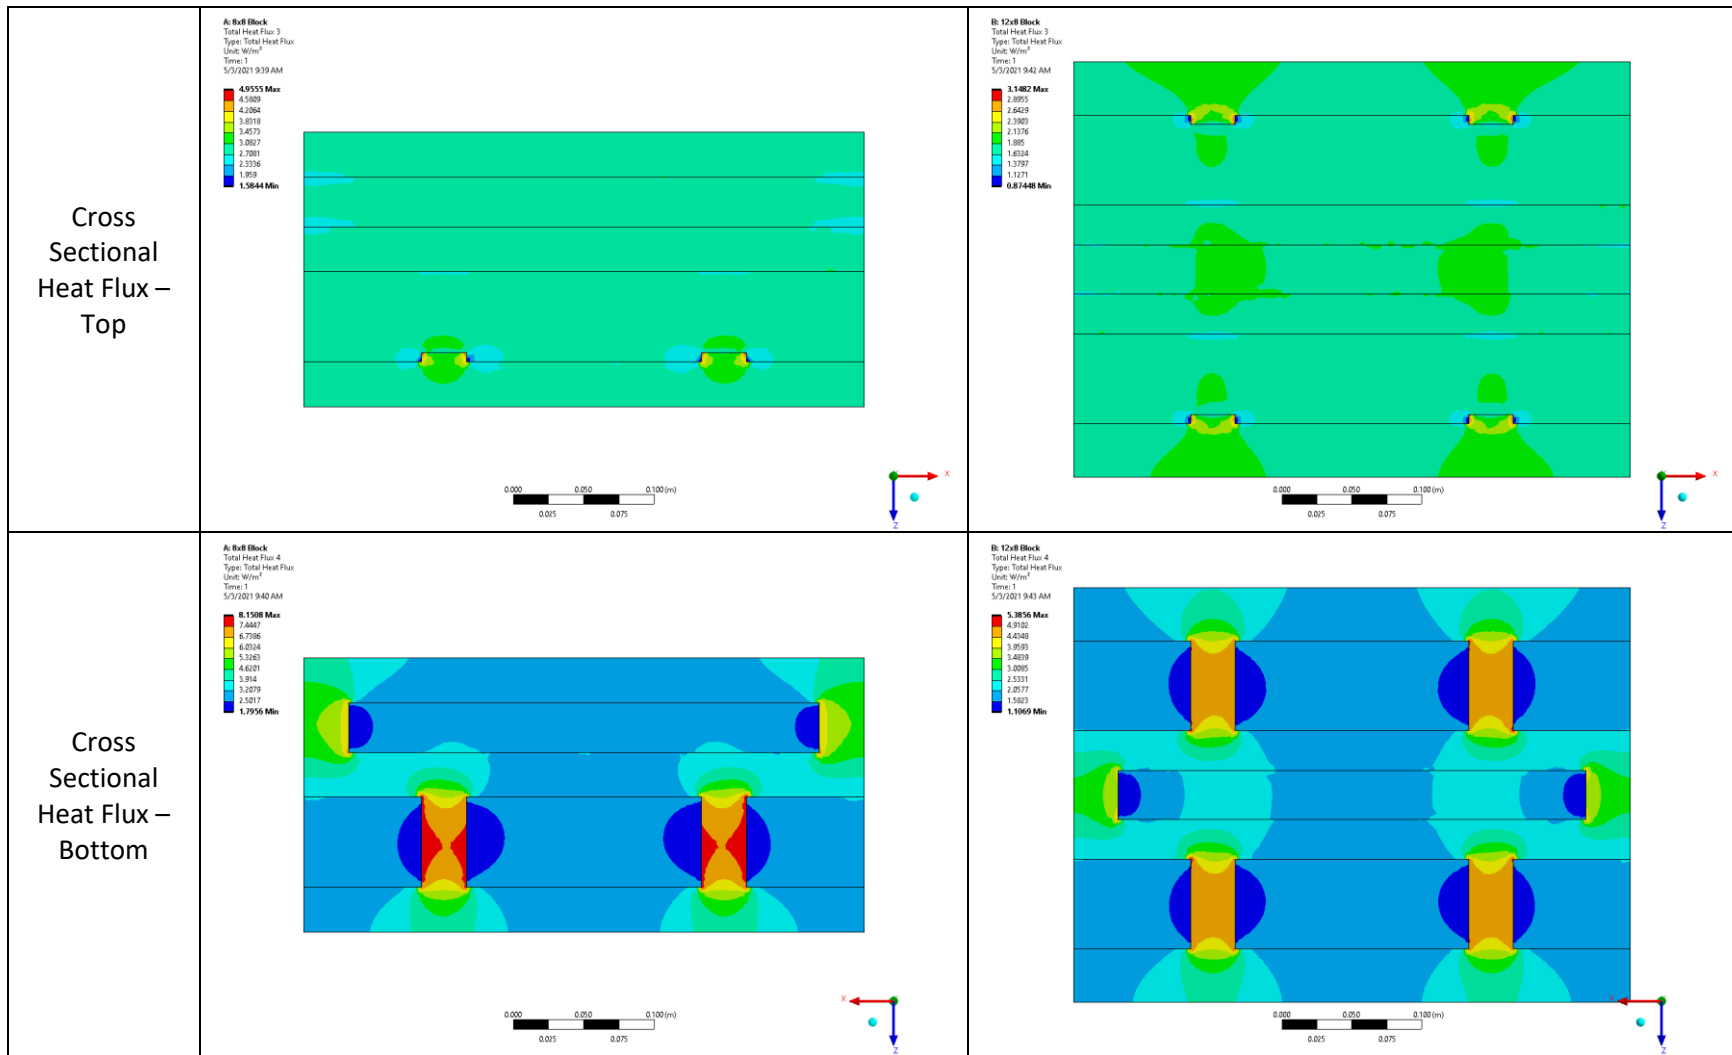 Cross
Sectional
Heat Flux –
Top
A: 8x8 Block
Total Heat Flux 3
Type: Total Heat Flux
Unit: W/m²
Time: 1
5/3/2021 9:39 AM
4.9555 Max
4.5809
4.2064
3.8318
3.4573
3.0827
2.7081
2.3336
1.959
1.5844 Min
0.000
0.050
0.100 (m)
0.025
0.075
X
Z
B: 12x8 Block
Total Heat Flux 3
Type: Total Heat Flux
Unit: W/m²
Time: 1
5/3/2021 9:42 AM
3.1482 Max
2.8955
2.6429
2.3903
2.1376
1.885
1.6324
1.3797
1.1271
0.87448 Min
0.000
0.050
0.100 (m)
0.025
0.075
X
Z
Cross
Sectional
Heat Flux –
Bottom
A: 8x8 Block
Total Heat Flux 4
Type: Total Heat Flux
Unit: W/m²
Time: 1
5/3/2021 9:40 AM
8.1508 Max
7.4447
6.7386
6.0324
5.3263
4.6201
3.914
3.2079
2.5017
1.7956 Min
0.000
0.050
0.100 (m)
0.025
0.075
X
Z
B: 12x8 Block
Total Heat Flux 4
Type: Total Heat Flux
Unit: W/m²
Time: 1
5/3/2021 9:43 AM
5.3856 Max
4.9102
4.4348
3.9593
3.4839
3.0085
2.5331
2.0577
1.5823
1.1069 Min
0.000
0.050
0.100 (m)
0.025
0.075
X
Z